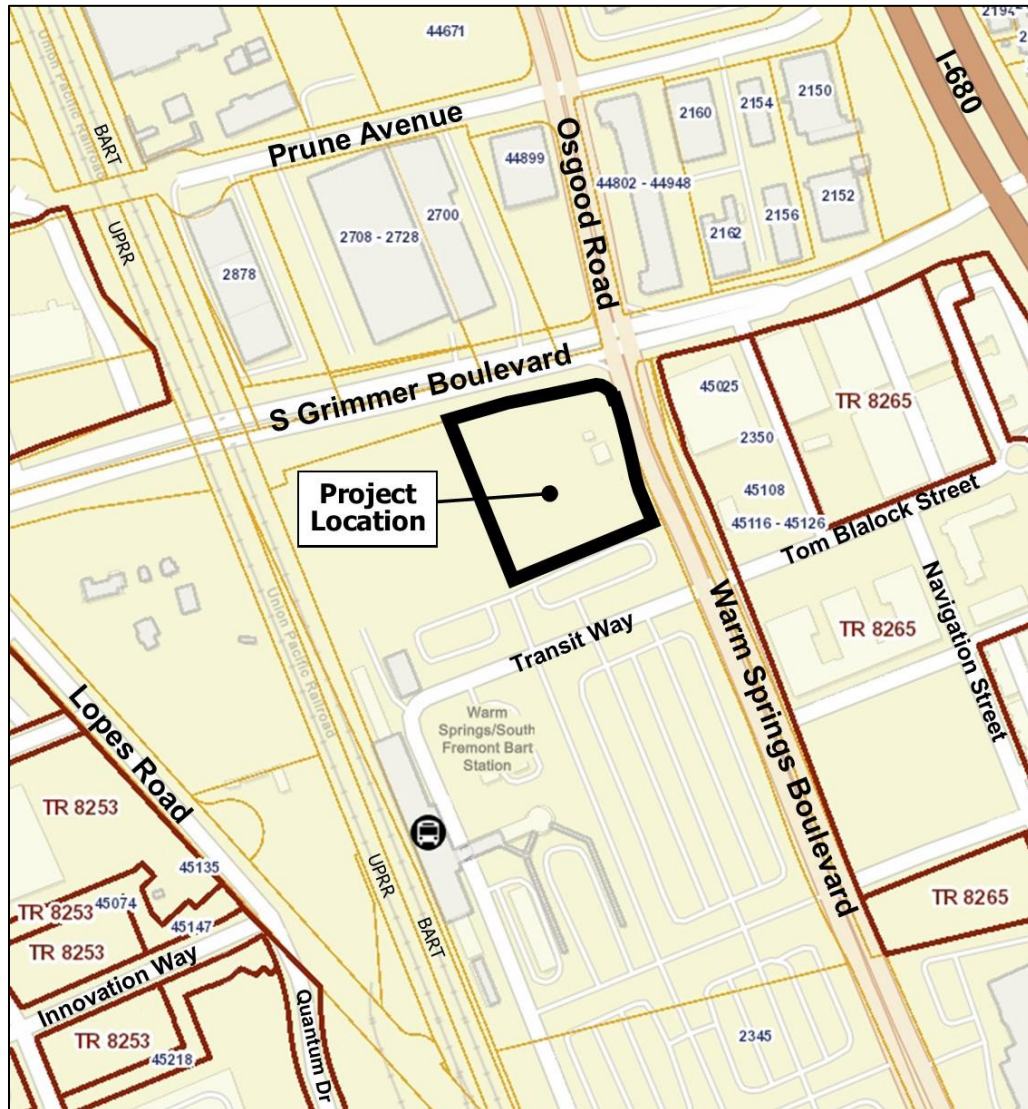 44671
2194
I-680
Union Pacific Railroad
BART
Prune Avenue
Osgood Road
2160
2154
2150
44899
44802 - 44948
2700
2708 - 2728
2162
2156
2152
UPRR
2878
S Grimmer Boulevard
45025
TR 8265
2350
45108
45116 - 45126
Project
Location
Tom Blalock Street
Union Pacific Railroad
Transit Way
Warm Springs Boulevard
TR 8265
Navigation Street
Lopes Road
Warm
Springs/South
Fremont Bart
Station
TR 8253
45135
UPRR
BART
TR 8253
45074
45147
TR 8253
TR 8265
Innovation Way
Quantum Dr
TR 8253
45218
2345